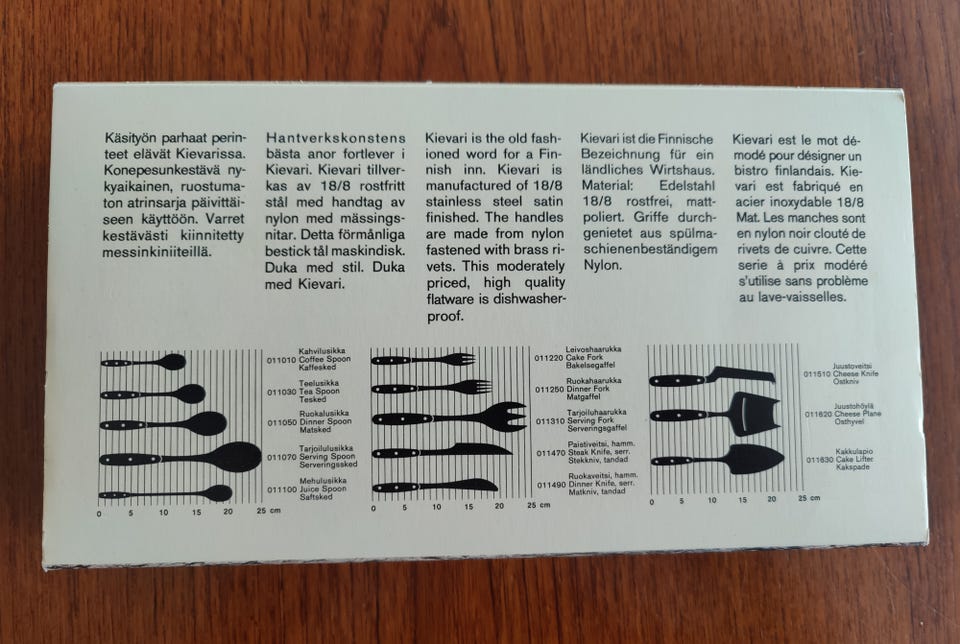 Käsityön parhaat perin-
teet elävät Kievarissa.
Konepesunkestävä ny-
kyaikainen, ruostuma-
ton atrinsarja päivittäi-
seen käyttöön. Varret
kestävästi kiinnitetty
messinkiniiteillä.
Hantverkskonstens
bästa anor fortlever i
Kievari. Kievari tillver-
kas av 18/8 rostfritt
stål med handtag av
nylon med mässings-
nitar. Detta förmånliga
bestick tål maskindisk.
Duka med stil. Duka
med Kievari.
Kievari is the old fash-
ioned word for a Fin-
nish inn. Kievari is
manufactured of 18/8
stainless steel satin
finished. The handles
are made from nylon
fastened with brass ri-
vets. This moderately
priced, high quality
flatware is dishwasher-
proof.
Kievari ist die Finnische
Bezeichnung für ein
ländliches Wirtshaus.
Material: Edelstahl
18/8 rostfrei, matt-
poliert. Griffe durch-
genietet aus spülma-
schienenbeständigem
Nylon.
Kievari est le mot dé-
modé pour désigner un
bistro finlandais. Kie-
vari est fabriqué en
acier inoxydable 18/8
Mat. Les manches sont
en nylon noir clouté de
rivets de cuivre. Cette
serie à prix modéré
s'utilise sans problème
au lave-vaisselles.
Kahvilusikka
011010 Coffee Spoon
Kaffesked
Teelusikka
011030 Tea Spoon
Tesked
Ruokalusikka
011050 Dinner Spoon
Matsked
Tarjoilulusikka
011070 Serving Spoon
Serveringssked
Mehulusikka
011100 Juice Spoon
Saftsked
0 5 10 15 20 25 cm
Leivoshaarukka
011220 Cake Fork
Bakelsegaffel
Ruokahaarukka
011250 Dinner Fork
Matgaffel
Tarjoiluhaarukka
011310 Serving Fork
Serveringsgaffel
Paistiveitsi, hamm.
011470 Steak Knife, serr.
Stekkniv, tandad
Ruokaveitsi, hamm.
011490 Dinner Knife, serr.
Matkniv, tandad
0 5 10 15 20 25 cm
Juustoveitsi
011510 Cheese Knife
Ostkniv
Juustohöylä
011620 Cheese Plane
Osthyvel
Kakkulapio
011630 Cake Lifter
Kakspade
0 5 10 15 20 25 cm